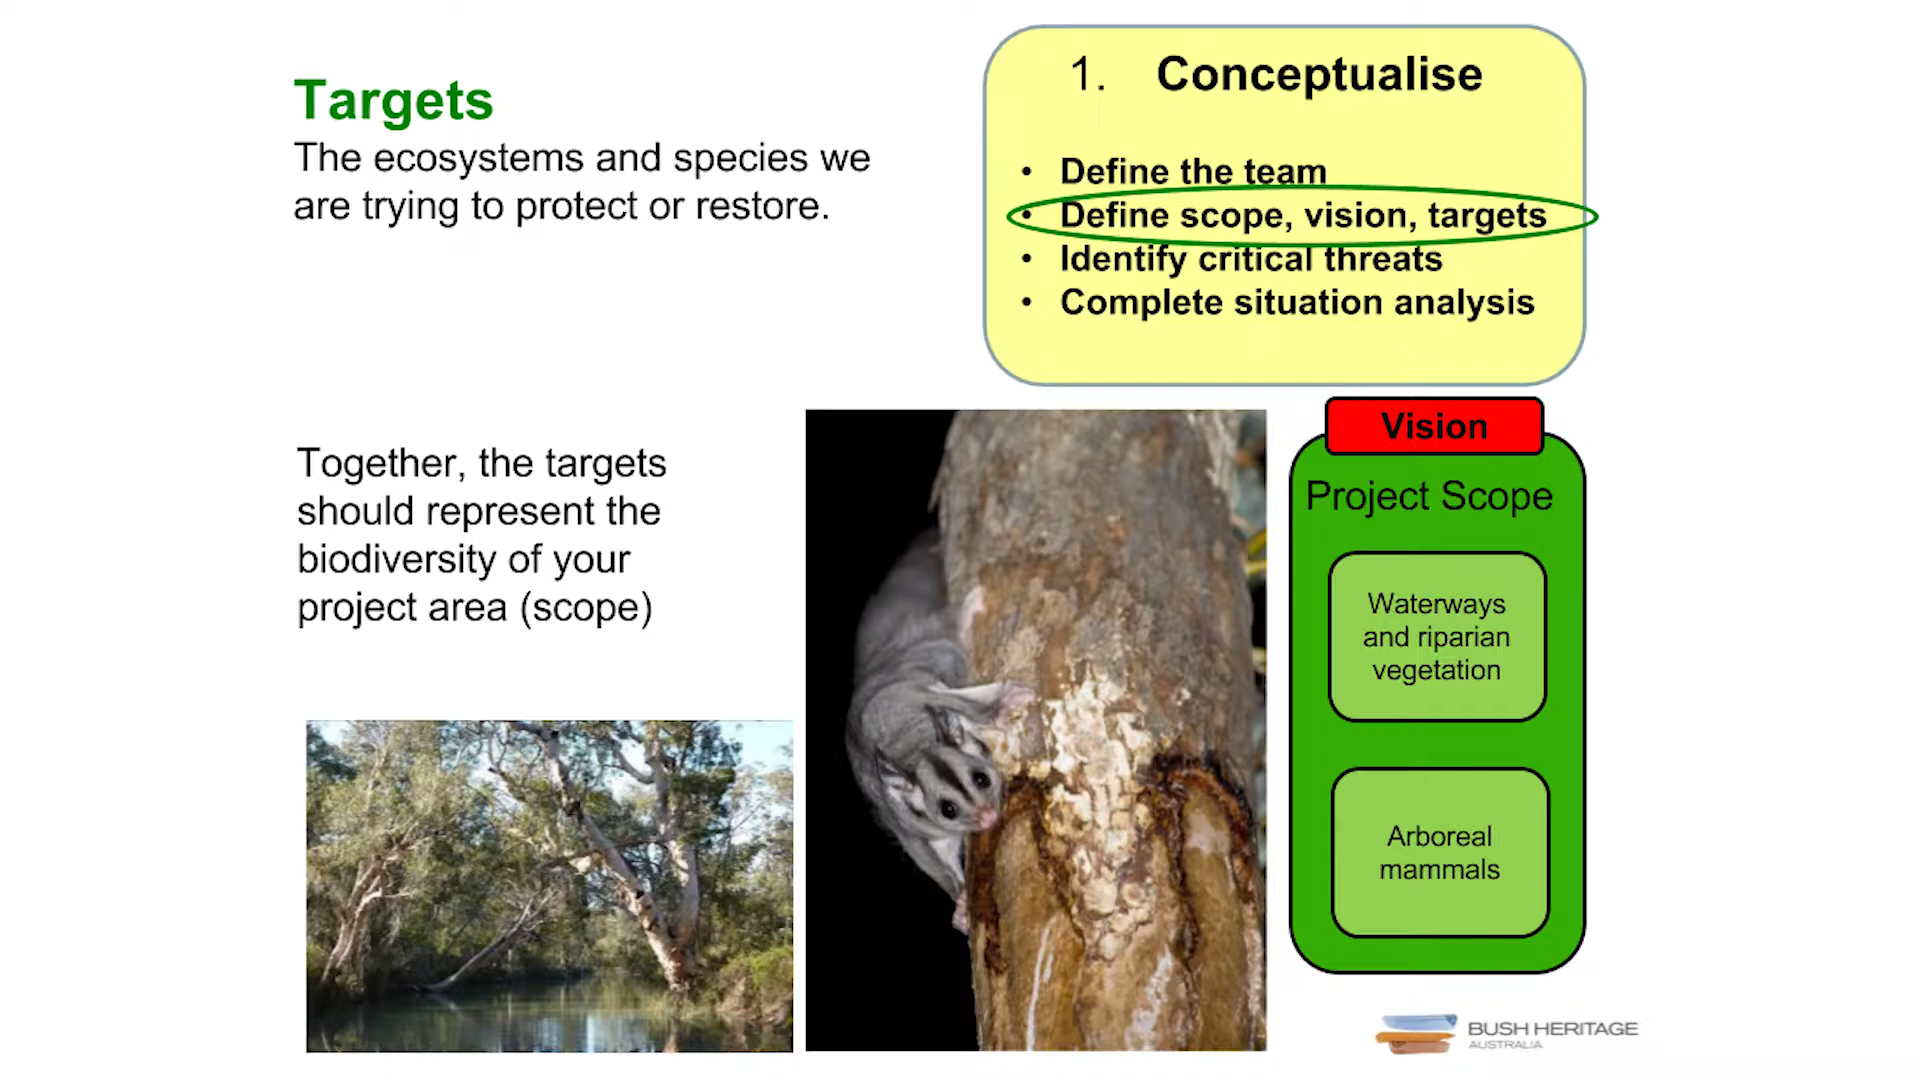 Targets
The ecosystems and species we
are trying to protect or restore.
1. Conceptualise
• Define the team
• Define scope, vision, targets
• Identify critical threats
• Complete situation analysis
Together, the targets
should represent the
biodiversity of your
project area (scope)
Vision
Project Scope
Waterways
and riparian
vegetation
Arboreal
mammals
BUSH HERITAGE
AUSTRALIA